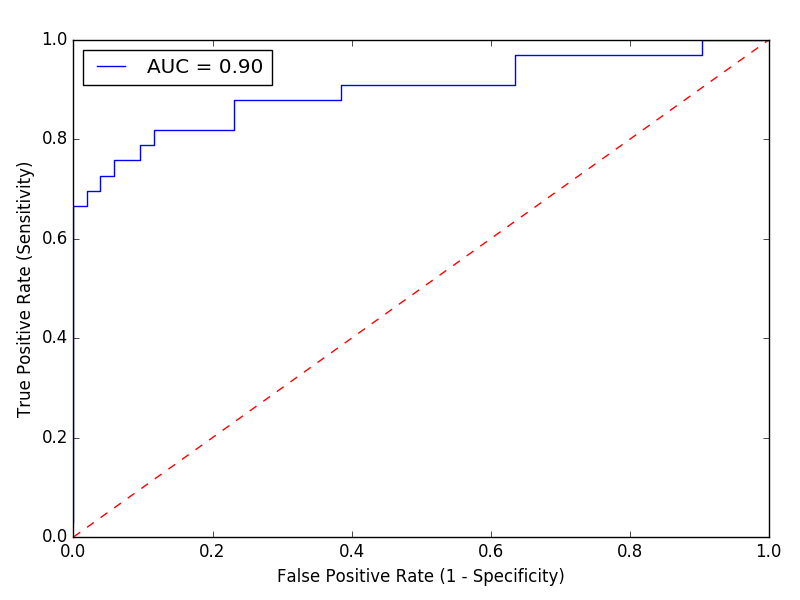 AUC = 0.90
1.0
0.8
0.6
0.4
0.2
0.0
True Positive Rate (Sensitivity)
0.0 0.2 0.4 0.6 0.8 1.0
False Positive Rate (1 - Specificity)